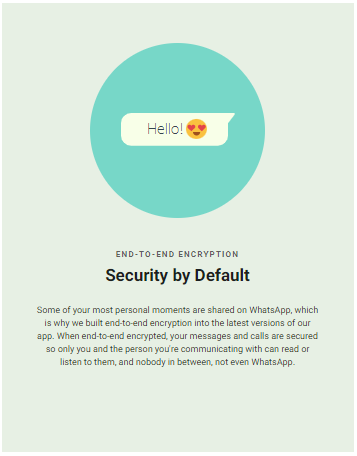 Hello! 😍
END-TO-END ENCRYPTION
Security by Default
Some of your most personal moments are shared on WhatsApp, which
is why we built end-to-end encryption into the latest versions of our
app. When end-to-end encrypted, your messages and calls are secured
so only you and the person you're communicating with can read or
listen to them, and nobody in between, not even WhatsApp.